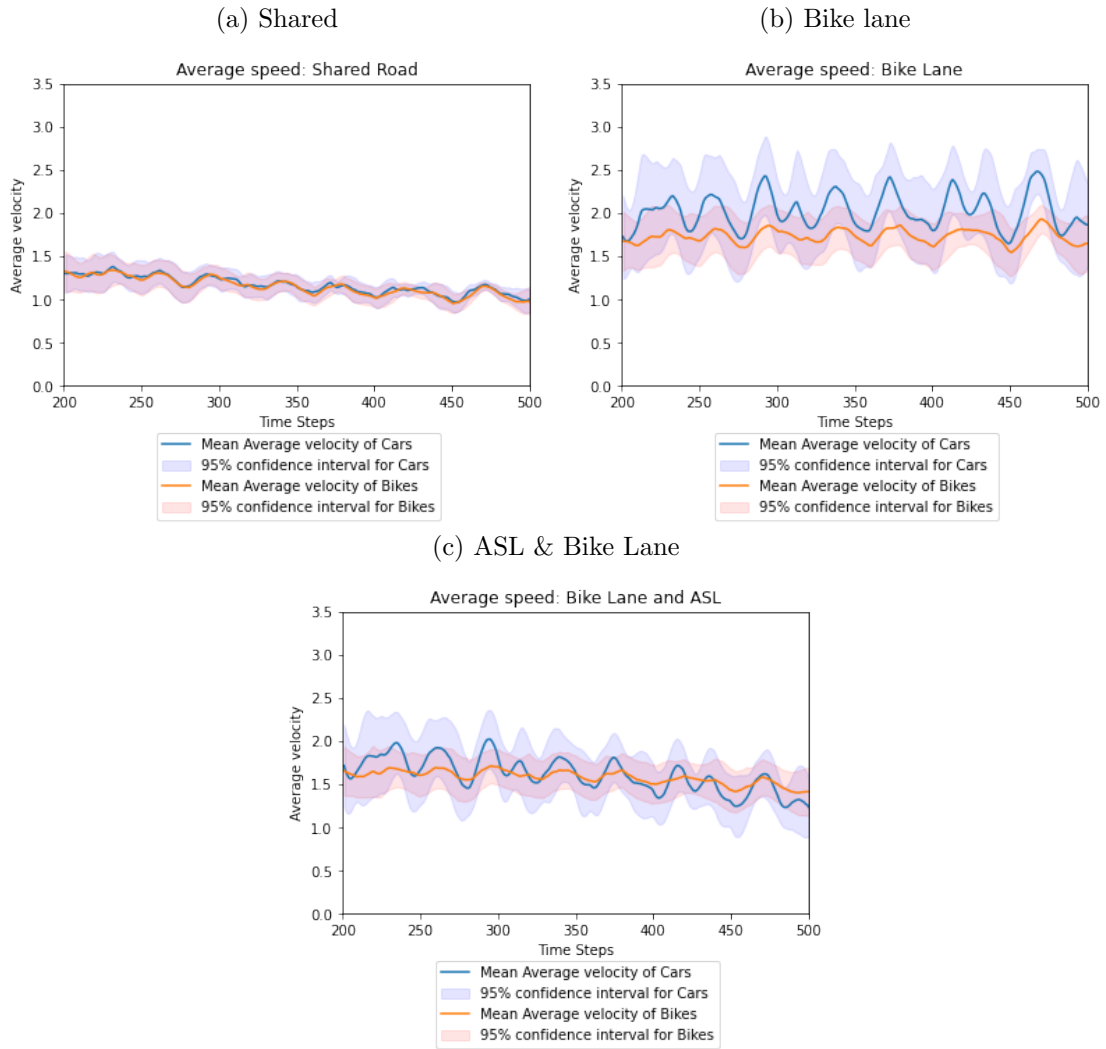 (a) Shared
Average speed: Shared Road
3.5
3.0
2.5
2.0
1.5
1.0
0.5
0.0
Average velocity
200 250 300 350 400 450 500
Time Steps
Mean Average velocity of Cars
95% confidence interval for Cars
Mean Average velocity of Bikes
95% confidence interval for Bikes
(b) Bike lane
Average speed: Bike Lane
3.5
3.0
2.5
2.0
1.5
1.0
0.5
0.0
Average velocity
200 250 300 350 400 450 500
Time Steps
Mean Average velocity of Cars
95% confidence interval for Cars
Mean Average velocity of Bikes
95% confidence interval for Bikes
(c) ASL & Bike Lane
Average speed: Bike Lane and ASL
3.5
3.0
2.5
2.0
1.5
1.0
0.5
0.0
Average velocity
200 250 300 350 400 450 500
Time Steps
Mean Average velocity of Cars
95% confidence interval for Cars
Mean Average velocity of Bikes
95% confidence interval for Bikes